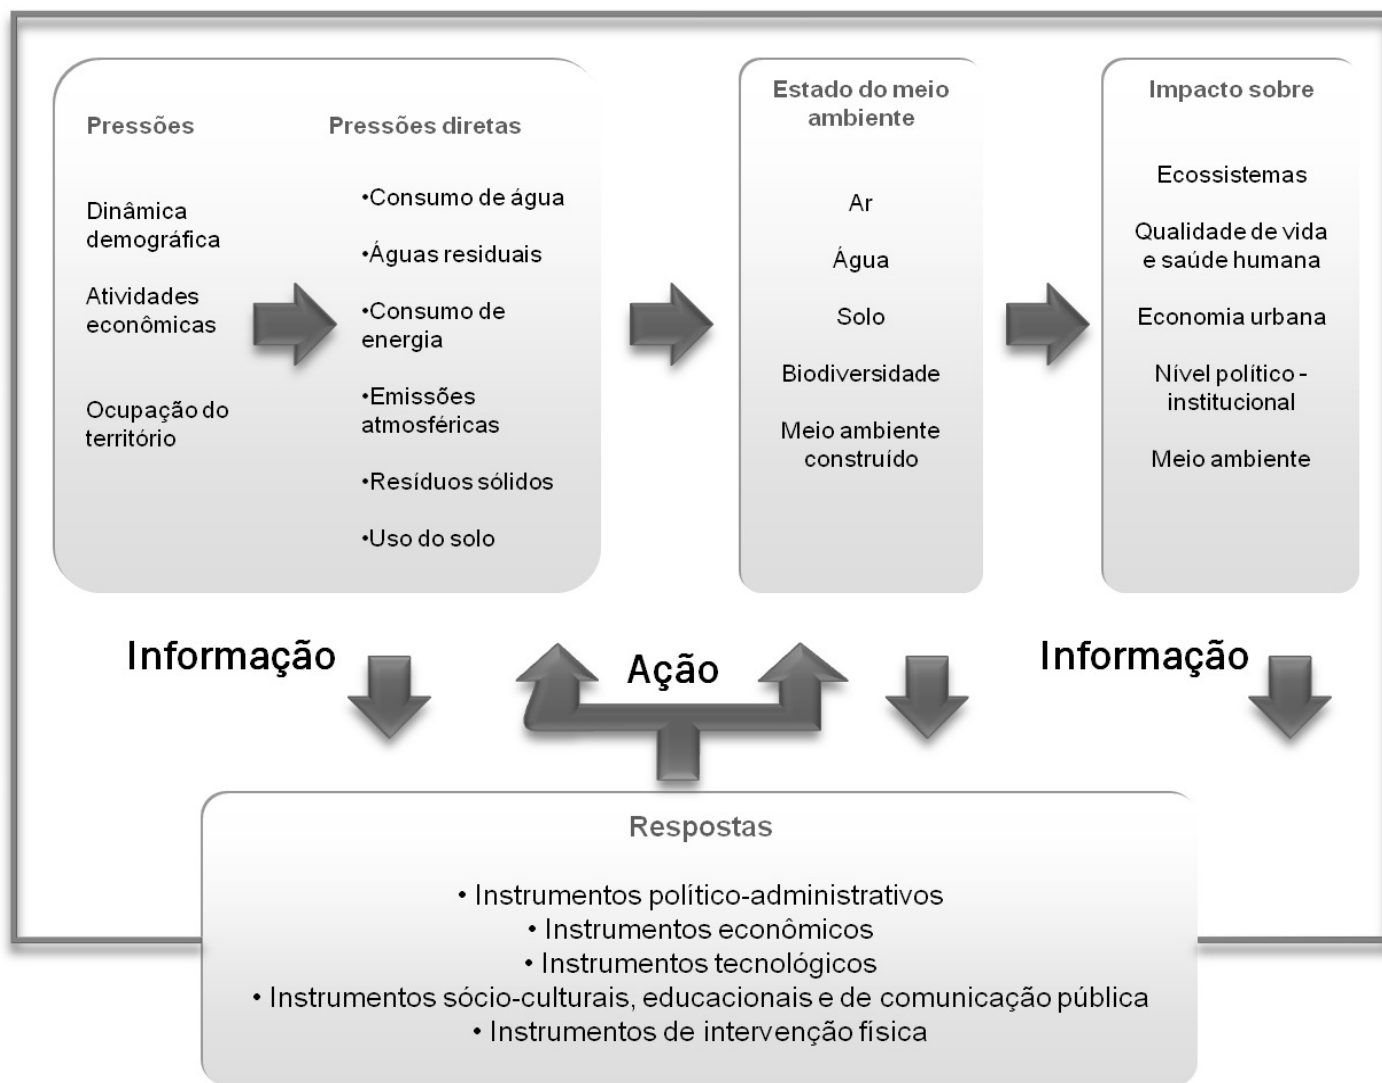 Pressões
Dinâmica
demográfica
Atividades
econômicas
Ocupação do
território
Pressões diretas
•Consumo de água
•Águas residuais
•Consumo de
energia
•Emissões
atmosféricas
•Resíduos sólidos
•Uso do solo
Estado do meio
ambiente
Ar
Água
Solo
Biodiversidade
Meio ambiente
construído
Impacto sobre
Ecossistemas
Qualidade de vida
e saúde humana
Economia urbana
Nível político -
institucional
Meio ambiente
Informação
Ação
Informação
Respostas
• Instrumentos político-administrativos
• Instrumentos econômicos
• Instrumentos tecnológicos
• Instrumentos sócio-culturais, educacionais e de comunicação pública
• Instrumentos de intervenção física